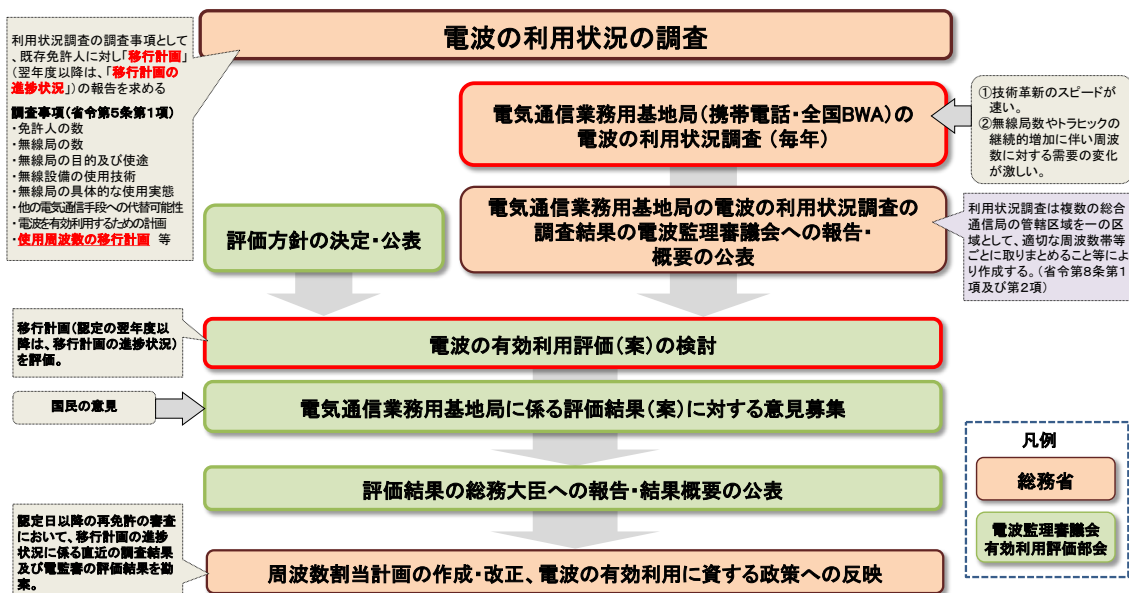 電波の利用状況の調査
利用状況調査の調査事項として
、既存免許人に対し「移行計画」
(翌年度以降は、「移行計画の
進捗状況」)の報告を求める
調査事項(省令第5条第1項)
・免許人の数
・無線局の数
・無線局の目的及び使途
・無線設備の使用技術
・無線局の具体的な使用実態
・他の電気通信手段への代替可能性
・電波を有効利用するための計画
・使用周波数の移行計画 等
電気通信業務用基地局(携帯電話・全国BWA)の
電波の利用状況調査 (毎年)
①技術革新のスピードが
速い。
②無線局数やトラヒックの
継続的増加に伴い周波
数に対する需要の変化
が激しい。
評価方針の決定・公表
電気通信業務用基地局の電波の利用状況調査の
調査結果の電波監理審議会への報告・
概要の公表
利用状況調査は複数の総合
通信局の管轄区域を一の区
域として、適切な周波数帯等
ごとに取りまとめること等によ
り作成する。(省令第8条第1
項及び第2項)
移行計画(認定の翌年度以
降は、移行計画の進捗状況)
を評価。
電波の有効利用評価(案)の検討
国民の意見
電気通信業務用基地局に係る評価結果(案)に対する意見募集
評価結果の総務大臣への報告・結果概要の公表
認定日以降の再免許の審査
において、移行計画の進捗
状況に係る直近の調査結果
及び電監審の評価結果を勘
案。
周波数割当計画の作成・改正、電波の有効利用に資する政策への反映
凡例
総務省
電波監理審議会
有効利用評価部会